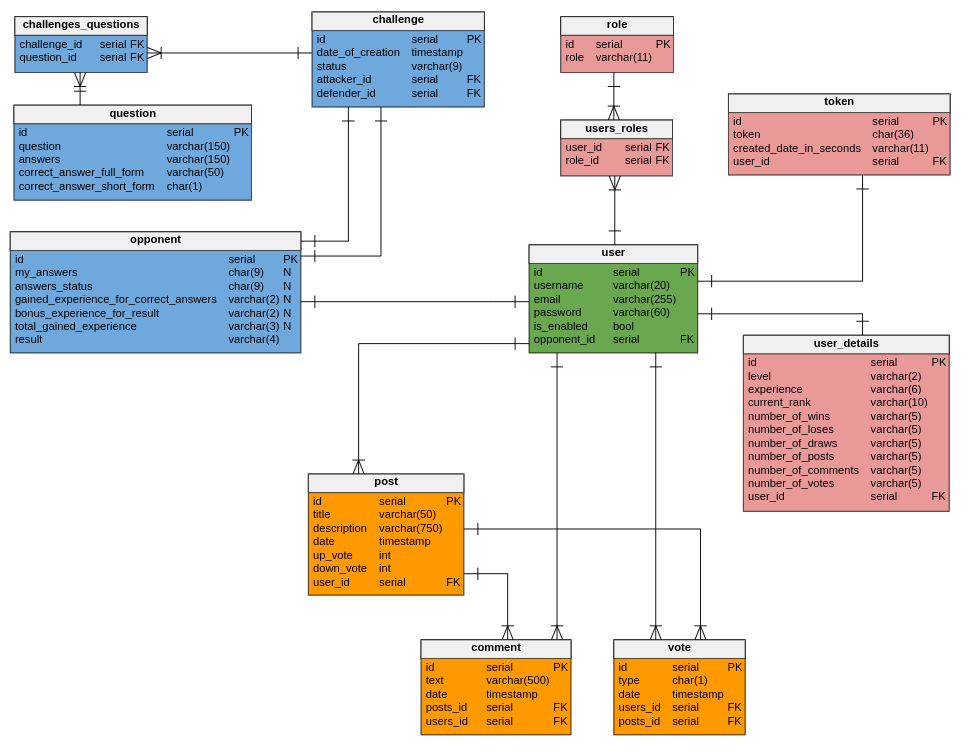 challenges_questions
challenge_id serial FK
question_id serial FK
challenge
id serial PK
date_of_creation timestamp
status varchar(9)
attacker_id serial FK
defender_id serial FK
role
id serial PK
role varchar(11)
token
id serial PK
token char(36)
created_date_in_seconds varchar(11)
user_id serial FK
question
id serial PK
question varchar(150)
answers varchar(150)
correct_answer_full_form varchar(50)
correct_answer_short_form char(1)
users_roles
user_id serial FK
role_id serial FK
opponent
id serial PK
my_answers char(9) N
answers_status char(9) N
gained_experience_for_correct_answers varchar(2) N
bonus_experience_for_result varchar(2) N
total_gained_experience varchar(3) N
result varchar(4)
user
id serial PK
username varchar(20)
email varchar(255)
password varchar(60)
is_enabled bool
opponent_id serial FK
user_details
id serial PK
level varchar(2)
experience varchar(6)
current_rank varchar(10)
number_of_wins varchar(5)
number_of_loses varchar(5)
number_of_draws varchar(5)
number_of_posts varchar(5)
number_of_comments varchar(5)
number_of_votes varchar(5)
user_id serial FK
post
id serial PK
title varchar(50)
description varchar(750)
date timestamp
up_vote int
down_vote int
user_id serial FK
comment
id serial PK
text varchar(500)
date timestamp
posts_id serial FK
users_id serial FK
vote
id serial PK
type char(1)
date timestamp
users_id serial FK
posts_id serial FK